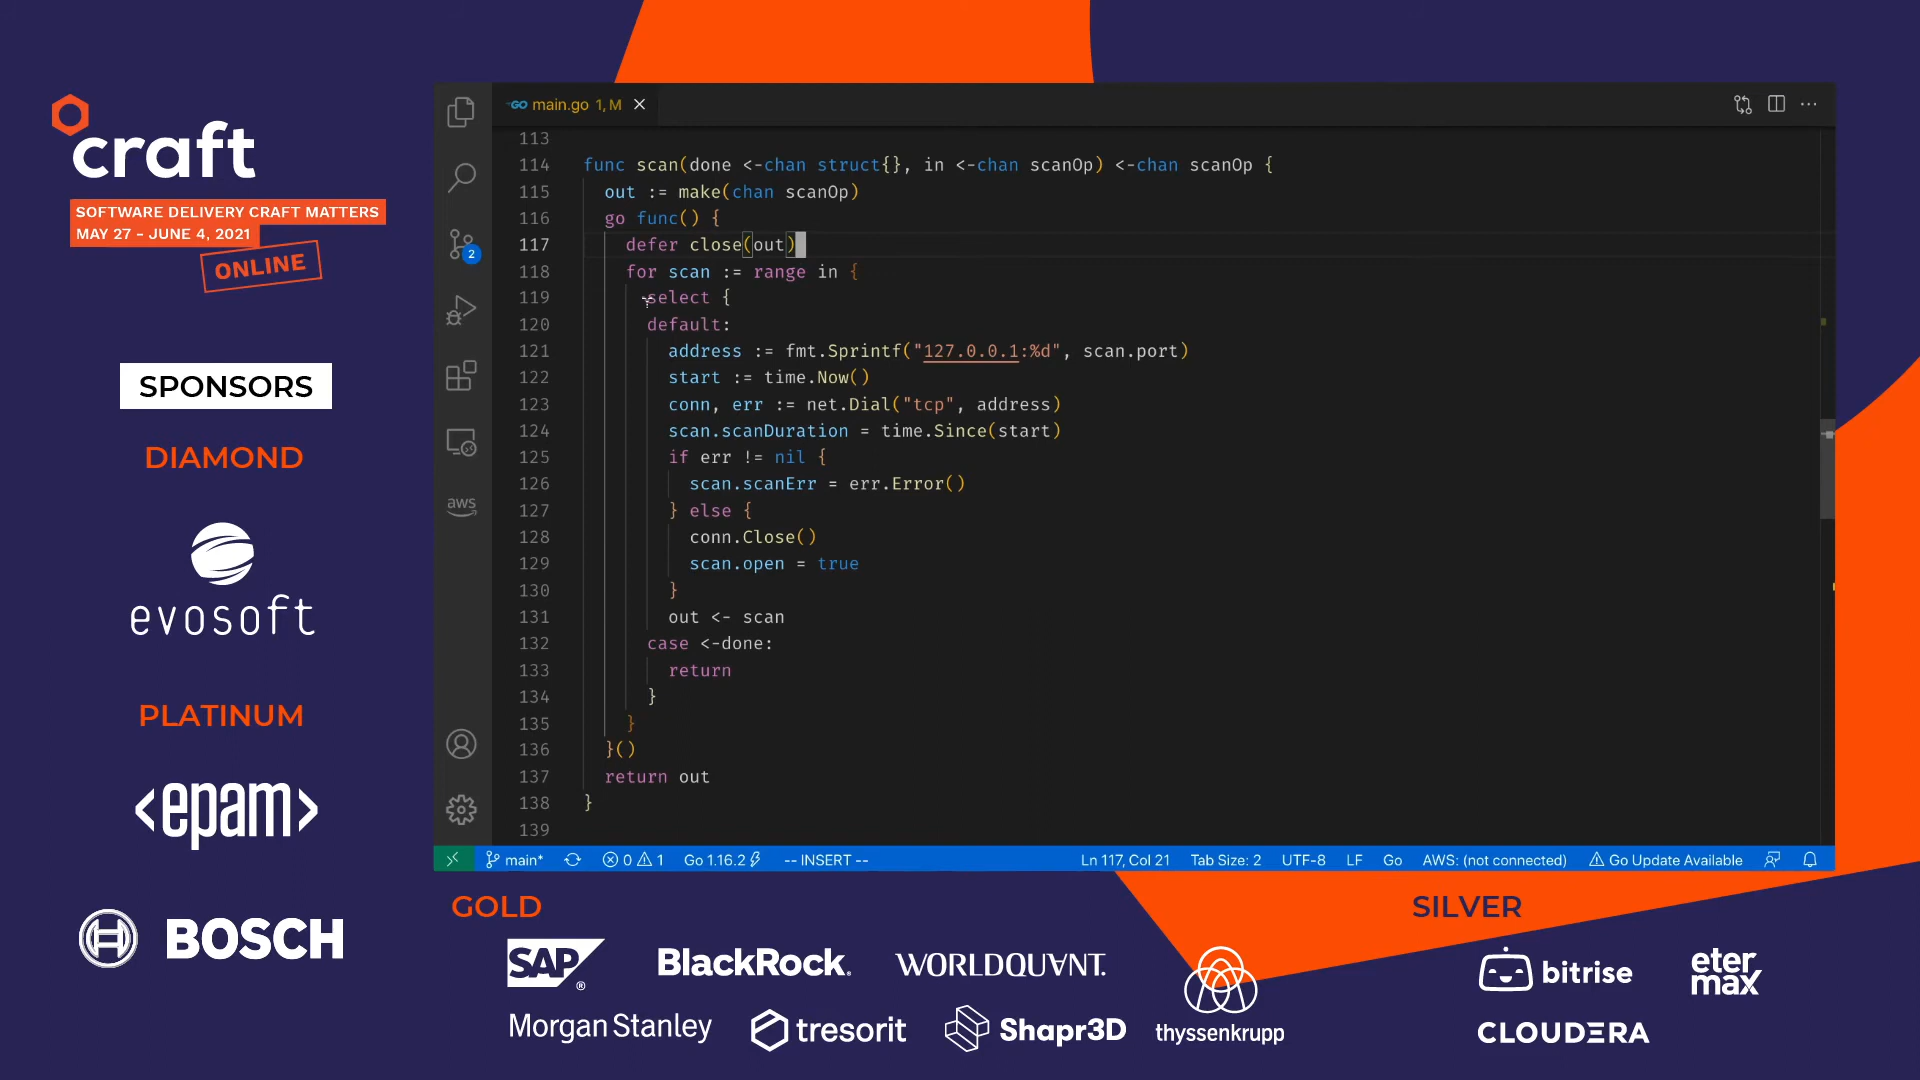 craft
SOFTWARE DELIVERY CRAFT MATTERS
MAY 27 – JUNE 4, 2021
ONLINE
SPONSORS
DIAMOND
evosoft
PLATINUM
<epam>
BOSCH
GO main.go 1, M
113
114 func scan(done <-chan struct{}, in <-chan scanOp) <-chan scanOp {
115 out := make(chan scanOp)
116 go func() {
117 defer close(out)
118 for scan := range in {
119 select {
120 default:
121 address := fmt.Sprintf("127.0.0.1:%d", scan.port)
122 start := time.Now()
123 conn, err := net.Dial("tcp", address)
124 scan.scanDuration = time.Since(start)
125 if err != nil {
126 scan.scanErr = err.Error()
127 } else {
128 conn.Close()
129 scan.open = true
130 }
131 out <- scan
132 case <-done:
133 return
134 }
135 }
136 }()
137 return out
138 }
139
2
aws
main* 0 1 Go 1.16.2 -- INSERT -- Ln 117, Col 21 Tab Size: 2 UTF-8 LF Go AWS: (not connected) Go Update Available
GOLD
SAP®
BlackRock.
WORLDQUANT.
Morgan Stanley
tresorit
Shapr3D
thyssenkrupp
SILVER
bitrise
eter
max
CLOUDERA